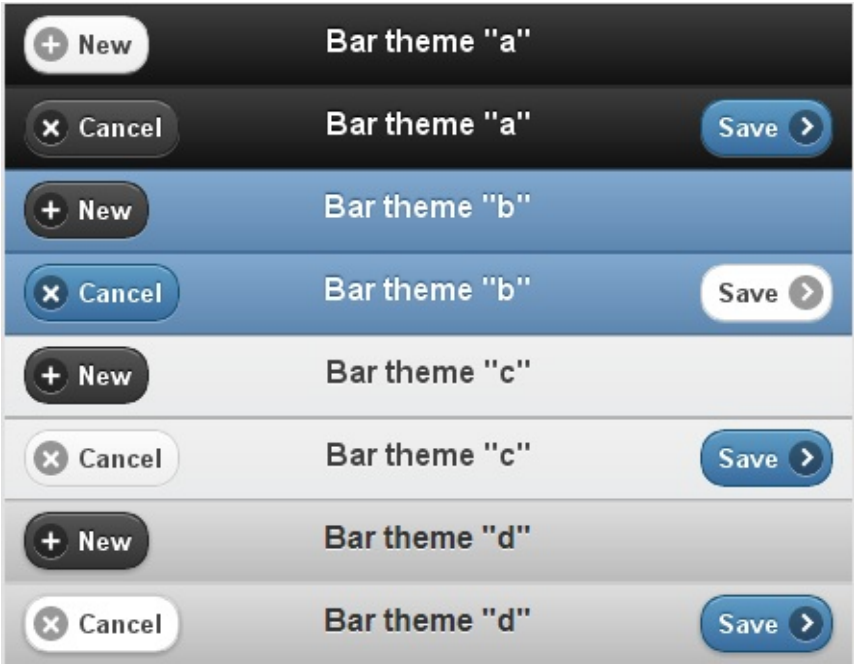 New Bar theme "a"
Cancel Bar theme "a" Save
New Bar theme "b"
Cancel Bar theme "b" Save
New Bar theme "c"
Cancel Bar theme "c" Save
New Bar theme "d"
Cancel Bar theme "d" Save